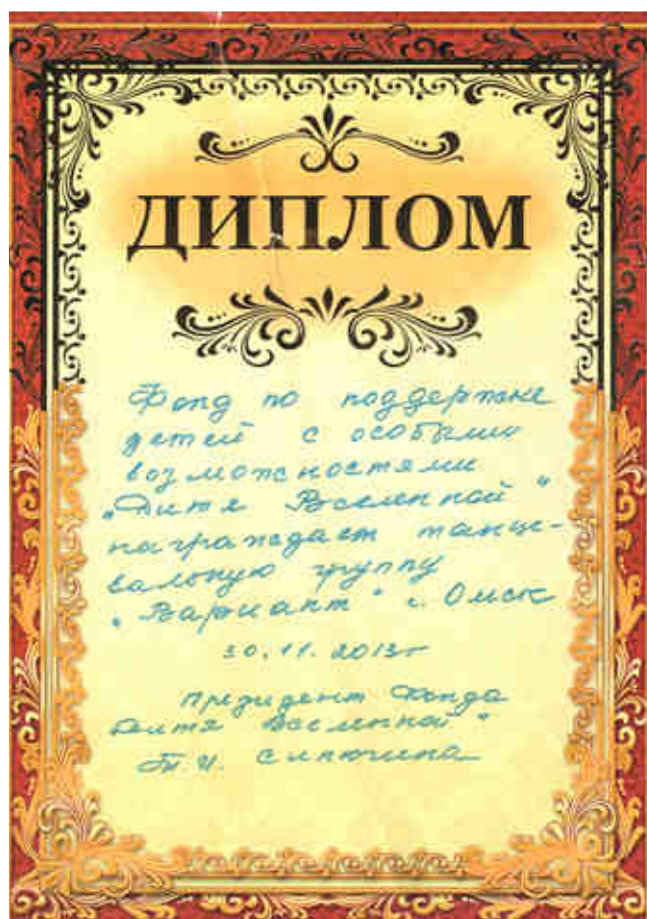 ДИПЛОМ
Фонд по поддержке
детей с особыми
возможностями
"Дитя Вселенной"
награждает танце-
вальную группу
"Вариант" г. Омск
30.11.2013г
Президент Фонда
Дитя Вселенной"
Т.И.